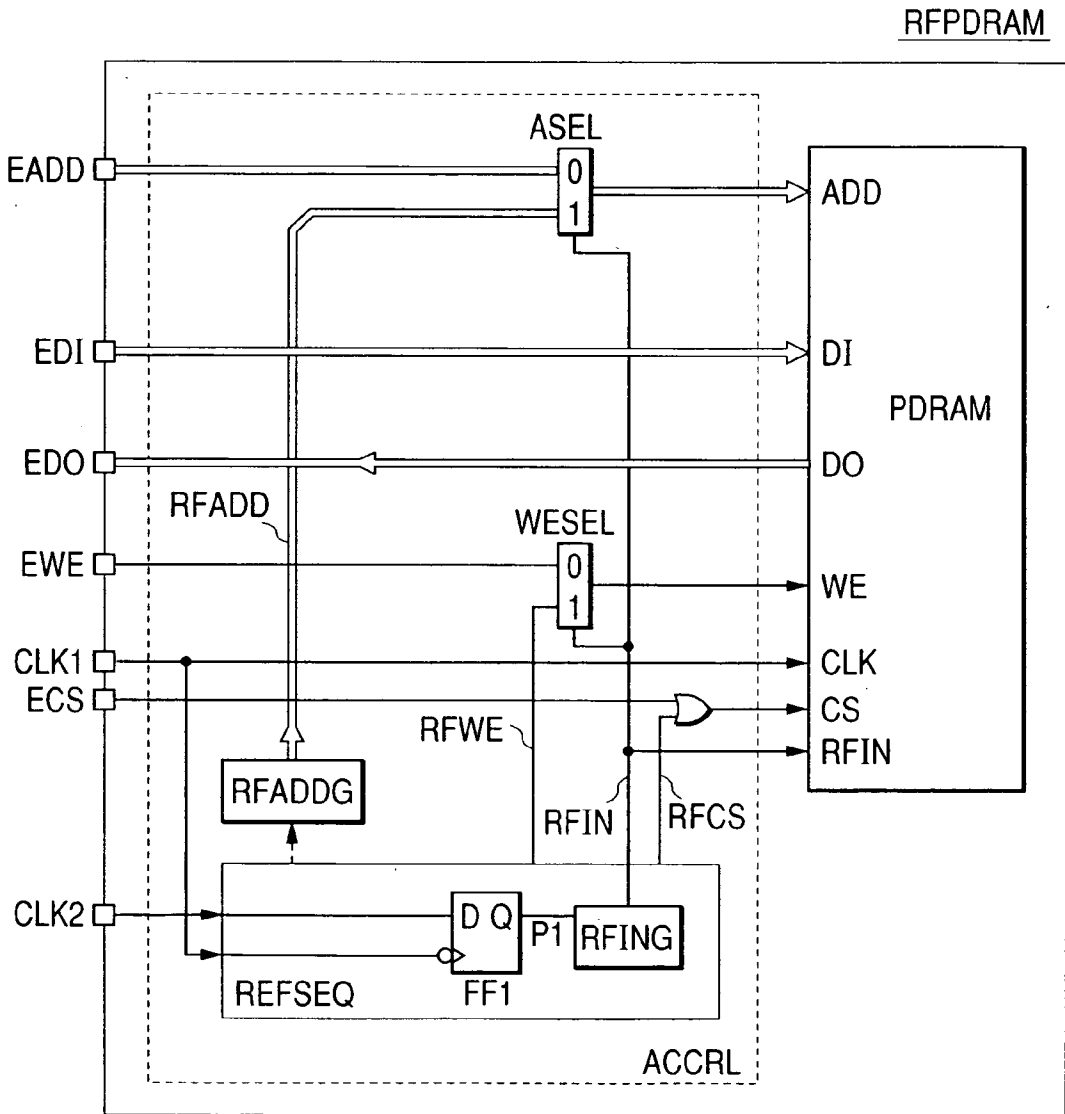 RFPDRAM
ASEL
EADD
0
1
ADD
EDI
DI
PDRAM
EDO
DO
RFADD
WESEL
EWE
0
1
WE
CLK1
CLK
ECS
CS
RFWE
RFIN
RFADDG
RFIN
RFCS
CLK2
D Q
P1
RFING
REFSEQ
FF1
ACCRL